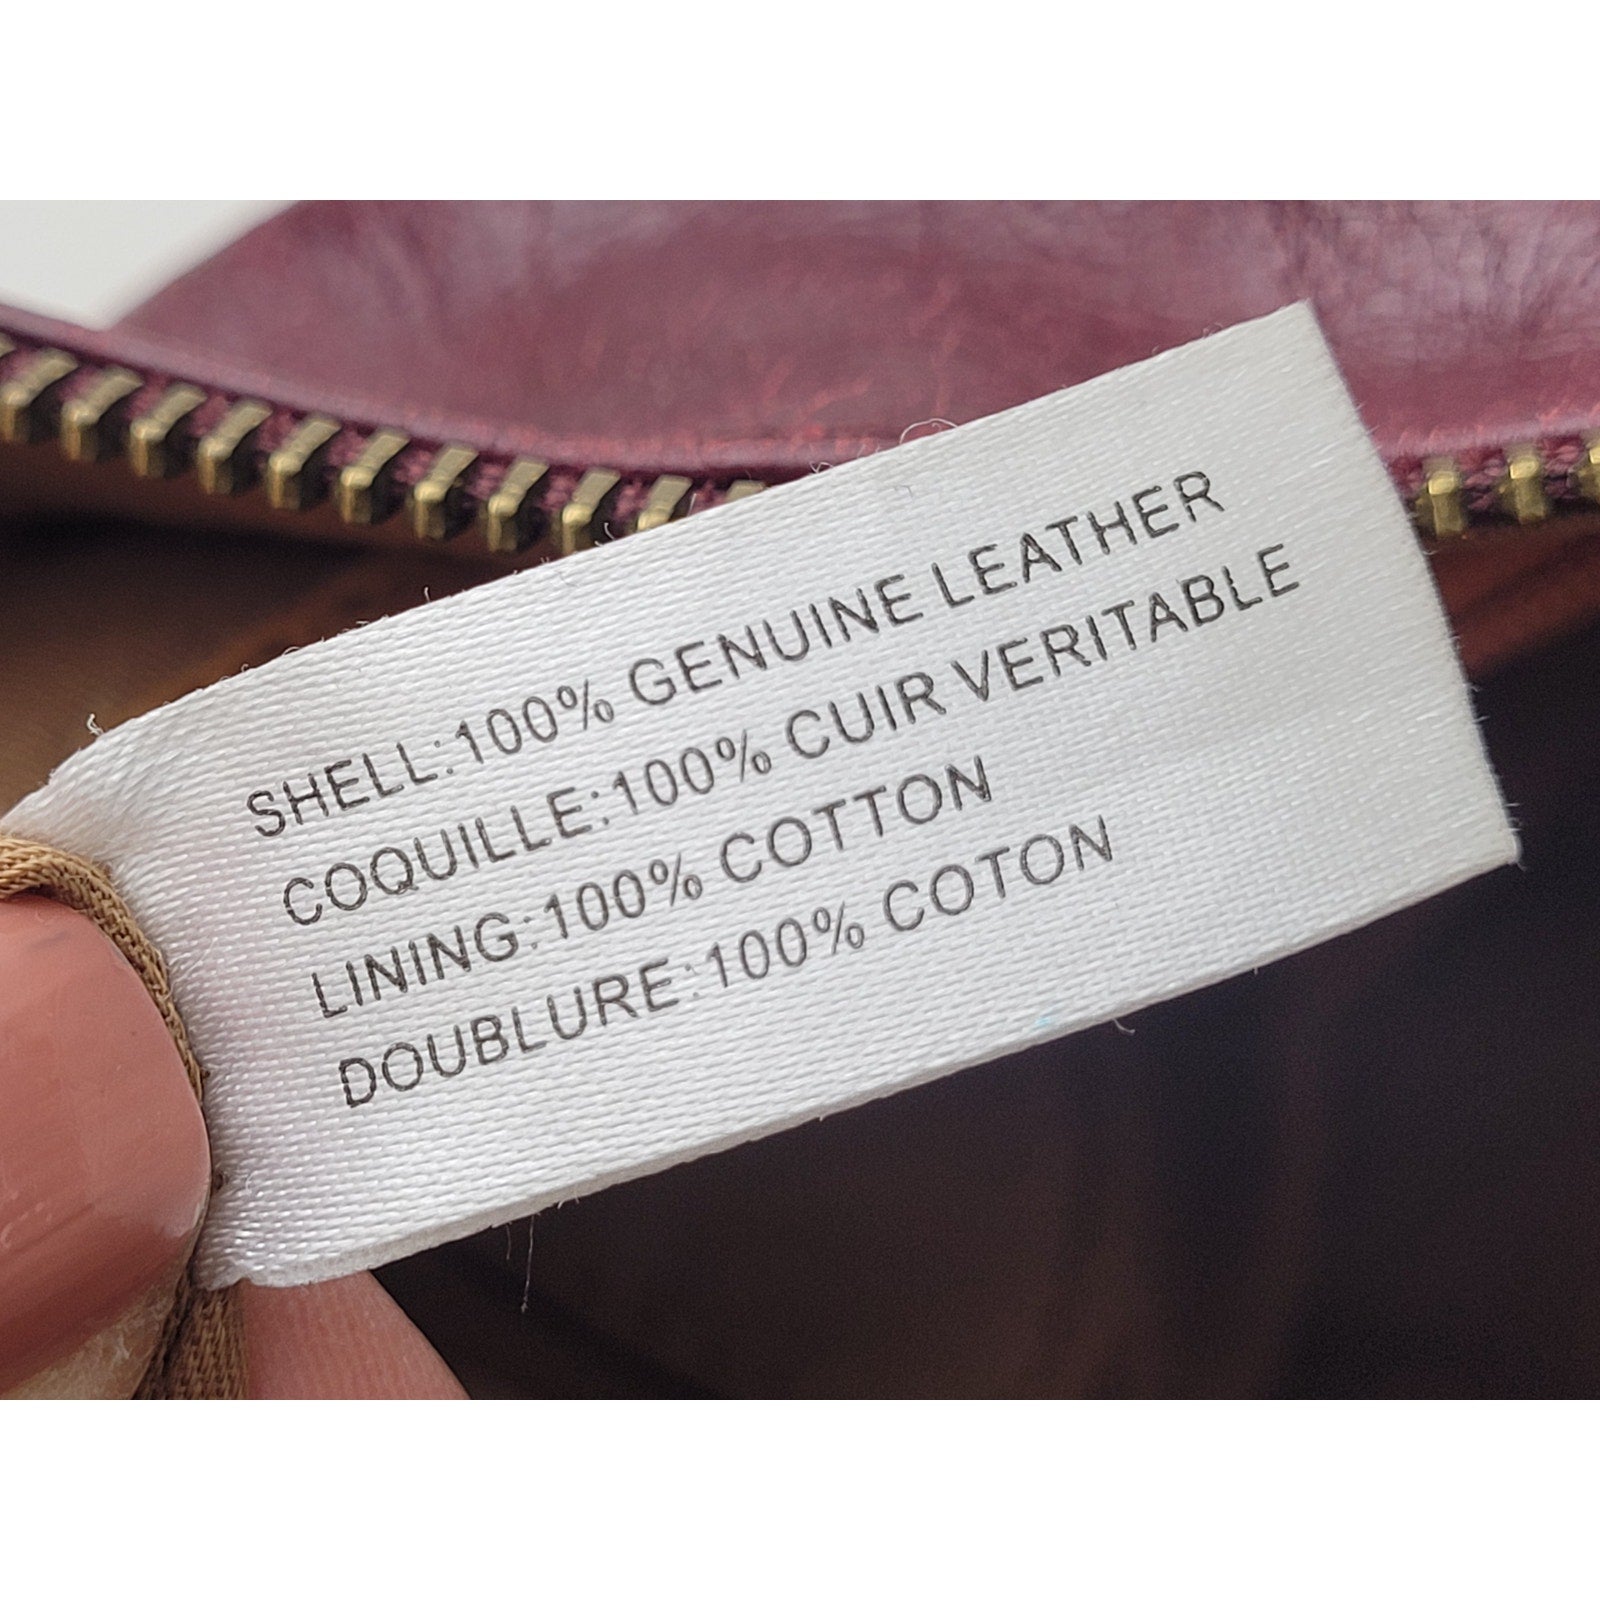 SHELL:100% GENUINE LEATHER
COQUILLE:100% CUIR VERITABLE
LINING:100% COTTON
DOUBLURE:100% COTON